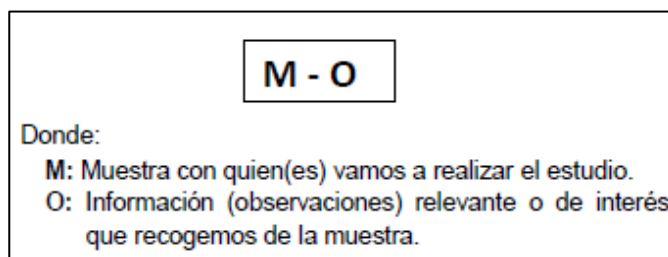 M - O
Donde:
M: Muestra con quien(es) vamos a realizar el estudio.
O: Información (observaciones) relevante o de interés
que recogemos de la muestra.